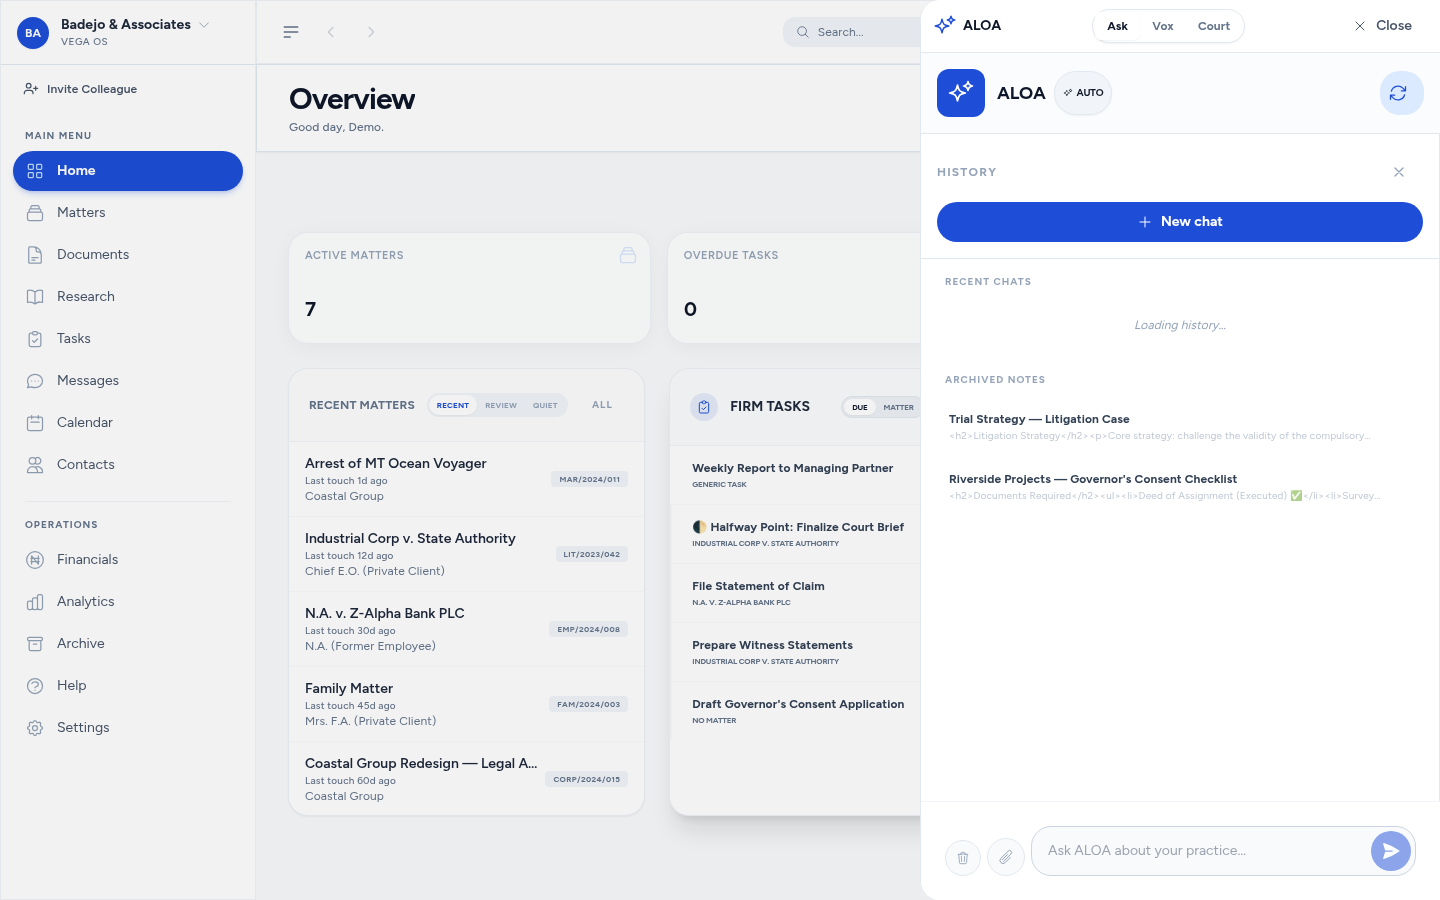 BA
Badejo & Associates
VEGA OS
Invite Colleague
MAIN MENU
Home
Matters
Documents
Research
Tasks
Messages
Calendar
Contacts
OPERATIONS
Financials
Analytics
Archive
Help
Settings
Search...
Overview
Good day, Demo.
ACTIVE MATTERS
7
OVERDUE TASKS
0
RECENT MATTERS
RECENT
REVIEW
QUIET
ALL
Arrest of MT Ocean Voyager
Last touch 1d ago
Coastal Group
MAR/2024/011
Industrial Corp v. State Authority
Last touch 12d ago
Chief E.O. (Private Client)
LIT/2023/042
N.A. v. Z-Alpha Bank PLC
Last touch 30d ago
N.A. (Former Employee)
EMP/2024/008
Family Matter
Last touch 45d ago
Mrs. F.A. (Private Client)
FAM/2024/003
Coastal Group Redesign — Legal A...
Last touch 60d ago
Coastal Group
CORP/2024/015
FIRM TASKS
DUE
MATTER
Weekly Report to Managing Partner
GENERIC TASK
🌓 Halfway Point: Finalize Court Brief
INDUSTRIAL CORP V. STATE AUTHORITY
File Statement of Claim
N.A. V. Z-ALPHA BANK PLC
Prepare Witness Statements
INDUSTRIAL CORP V. STATE AUTHORITY
Draft Governor's Consent Application
NO MATTER
ALOA
Ask
Vox
Court
Close
ALOA
AUTO
HISTORY
New chat
RECENT CHATS
Loading history...
ARCHIVED NOTES
Trial Strategy — Litigation Case
<h2>Litigation Strategy</h2><p>Core strategy: challenge the validity of the compulsory...
Riverside Projects — Governor's Consent Checklist
<h2>Documents Required</h2><ul><li>Deed of Assignment (Executed) ✅</li><li>Survey...
Ask ALOA about your practice...